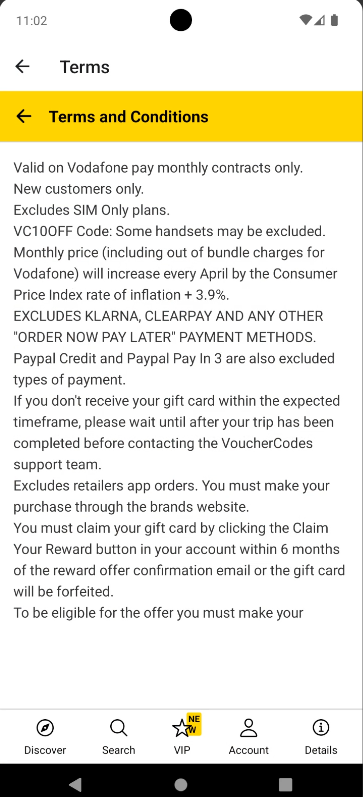 11:02
Terms
Terms and Conditions
Valid on Vodafone pay monthly contracts only.
New customers only.
Excludes SIM Only plans.
VC10OFF Code: Some handsets may be excluded.
Monthly price (including out of bundle charges for
Vodafone) will increase every April by the Consumer
Price Index rate of inflation + 3.9%.
EXCLUDES KLARNA, CLEARPAY AND ANY OTHER
"ORDER NOW PAY LATER" PAYMENT METHODS.
Paypal Credit and Paypal Pay In 3 are also excluded
types of payment.
If you don't receive your gift card within the expected
timeframe, please wait until after your trip has been
completed before contacting the VoucherCodes
support team.
Excludes retailers app orders. You must make your
purchase through the brands website.
You must claim your gift card by clicking the Claim
Your Reward button in your account within 6 months
of the reward offer confirmation email or the gift card
will be forfeited.
To be eligible for the offer you must make your
NE
W
Discover
Search
VIP
Account
Details